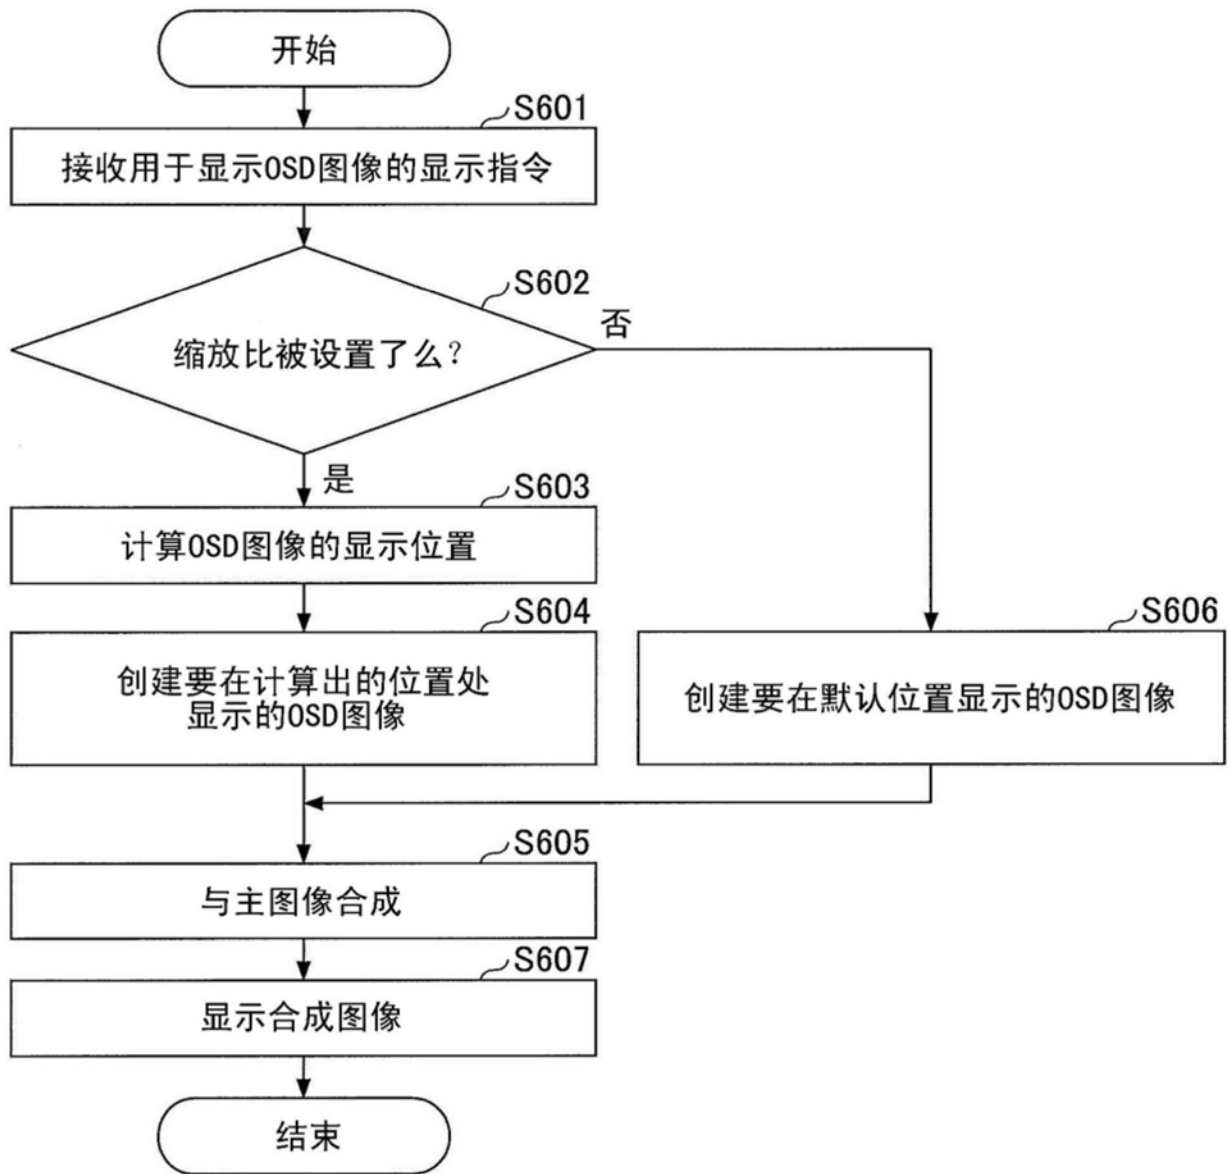 开始
S601
接收用于显示OSD图像的显示指令
S602
缩放比被设置了么?
否
是
S603
计算OSD图像的显示位置
S604
创建要在计算出的位置处
显示的OSD图像
S606
创建要在默认位置显示的OSD图像
S605
与主图像合成
S607
显示合成图像
结束